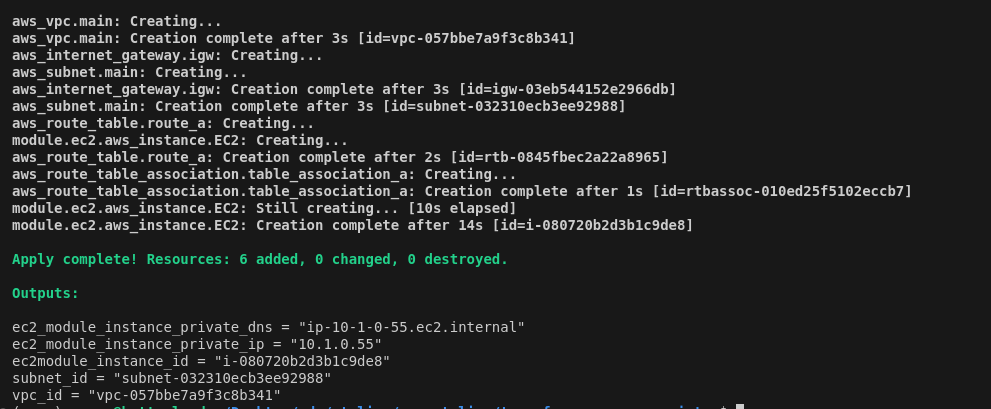 aws_vpc.main: Creating...
aws_vpc.main: Creation complete after 3s [id=vpc-057bbe7a9f3c8b341]
aws_internet_gateway.igw: Creating...
aws_subnet.main: Creating...
aws_internet_gateway.igw: Creation complete after 3s [id=igw-03eb544152e2966db]
aws_subnet.main: Creation complete after 3s [id=subnet-032310ecb3ee92988]
aws_route_table.route_a: Creating...
module.ec2.aws_instance.EC2: Creating...
aws_route_table.route_a: Creation complete after 2s [id=rtb-0845fbec2a22a8965]
aws_route_table_association.table_association_a: Creating...
aws_route_table_association.table_association_a: Creation complete after 1s [id=rtbassoc-010ed25f5102eccb7]
module.ec2.aws_instance.EC2: Still creating... [10s elapsed]
module.ec2.aws_instance.EC2: Creation complete after 14s [id=i-080720b2d3b1c9de8]
Apply complete! Resources: 6 added, 0 changed, 0 destroyed.
Outputs:
ec2_module_instance_private_dns = "ip-10-1-0-55.ec2.internal"
ec2_module_instance_private_ip = "10.1.0.55"
ec2module_instance_id = "i-080720b2d3b1c9de8"
subnet_id = "subnet-032310ecb3ee92988"
vpc_id = "vpc-057bbe7a9f3c8b341"